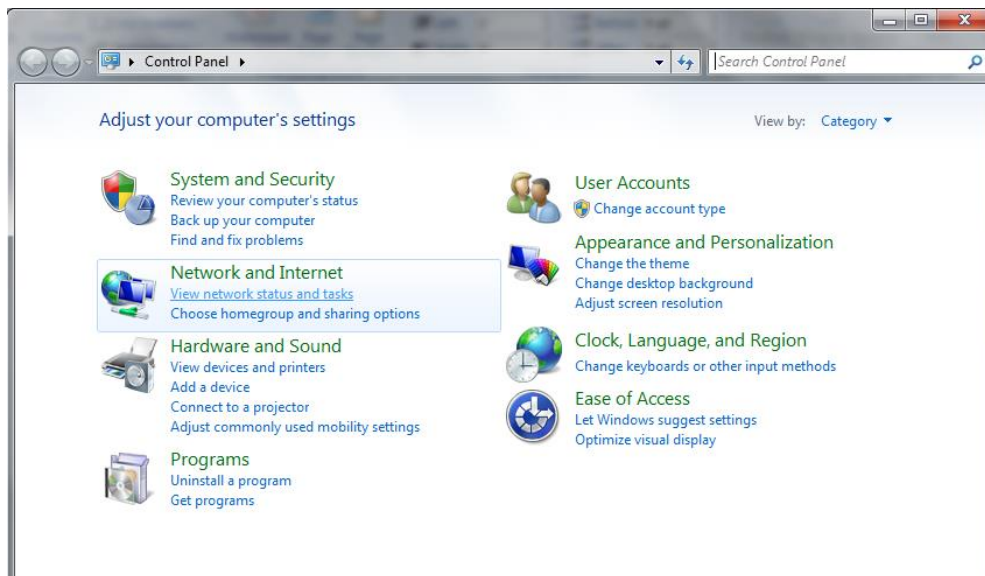 Control Panel
Search Control Panel
Adjust your computer's settings
View by: Category
System and Security
Review your computer's status
Back up your computer
Find and fix problems
Network and Internet
View network status and tasks
Choose homegroup and sharing options
Hardware and Sound
View devices and printers
Add a device
Connect to a projector
Adjust commonly used mobility settings
Programs
Uninstall a program
Get programs
User Accounts
Change account type
Appearance and Personalization
Change the theme
Change desktop background
Adjust screen resolution
Clock, Language, and Region
Change keyboards or other input methods
Ease of Access
Let Windows suggest settings
Optimize visual display